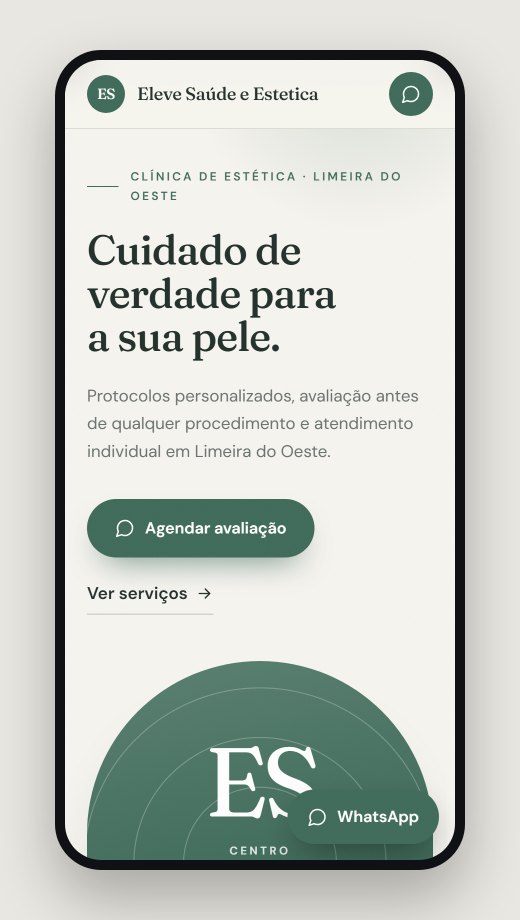 ES
Eleve Saúde e Estetica
CLÍNICA DE ESTÉTICA · LIMEIRA DO
OESTE
Cuidado de
verdade para
a sua pele.
Protocolos personalizados, avaliação antes
de qualquer procedimento e atendimento
individual em Limeira do Oeste.
Agendar avaliação
Ver serviços →
ES
WhatsApp
CENTRO